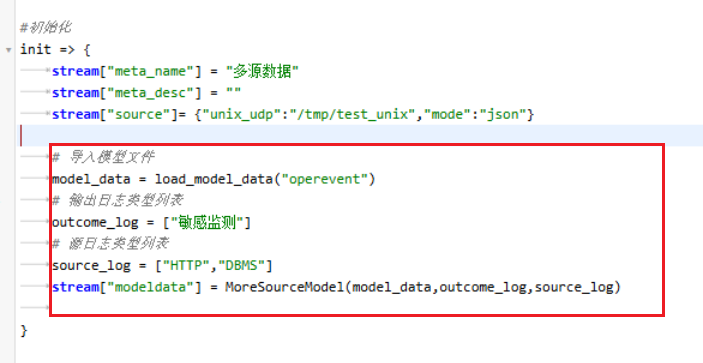 #初始化
init => {
stream["meta_name"] = "多源数据"
stream["meta_desc"] = ""
stream["source"]= {"unix_udp":"/tmp/test_unix","mode":"json"}
# 导入模型文件
model_data = load_model_data("operevent")
# 输出日志类型列表
outcome_log = ["敏感监测"]
# 源日志类型列表
source_log = ["HTTP","DBMS"]
stream["modeldata"] = MoreSourceModel(model_data,outcome_log,source_log)
}